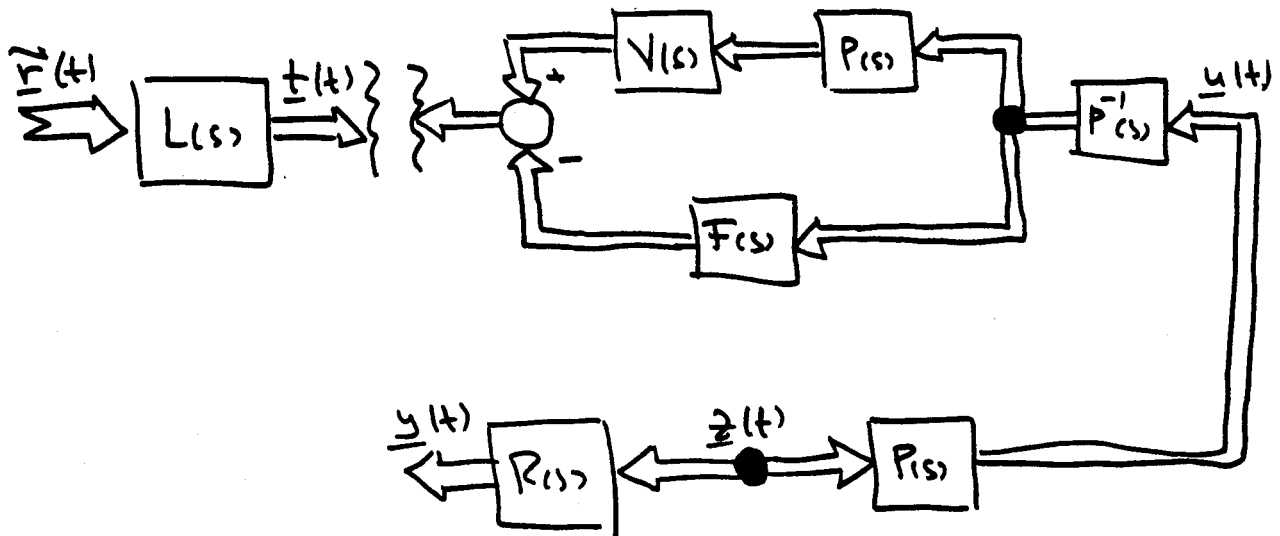 r(t)
L(s)
t(t)
+
-
V(s)
P(s)
F(s)
P⁻¹(s)
u(t)
y(t)
R(s)
z(t)
P(s)